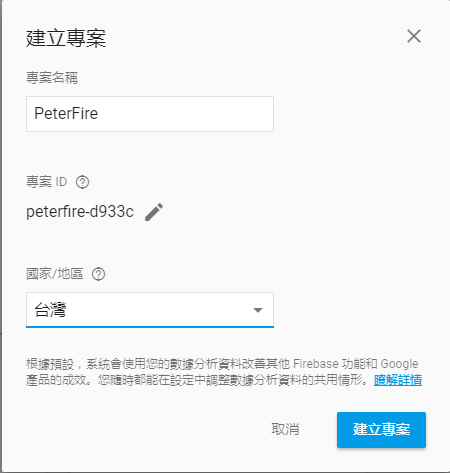 建立專案
專案名稱
PeterFire
專案 ID
peterfire-d933c
國家/地區
台灣
根據預設，系統會使用您的數據分析資料改善其他 Firebase 功能和 Google
產品的成效。您隨時都能在設定中調整數據分析資料的共用情形。瞭解詳情
取消
建立專案